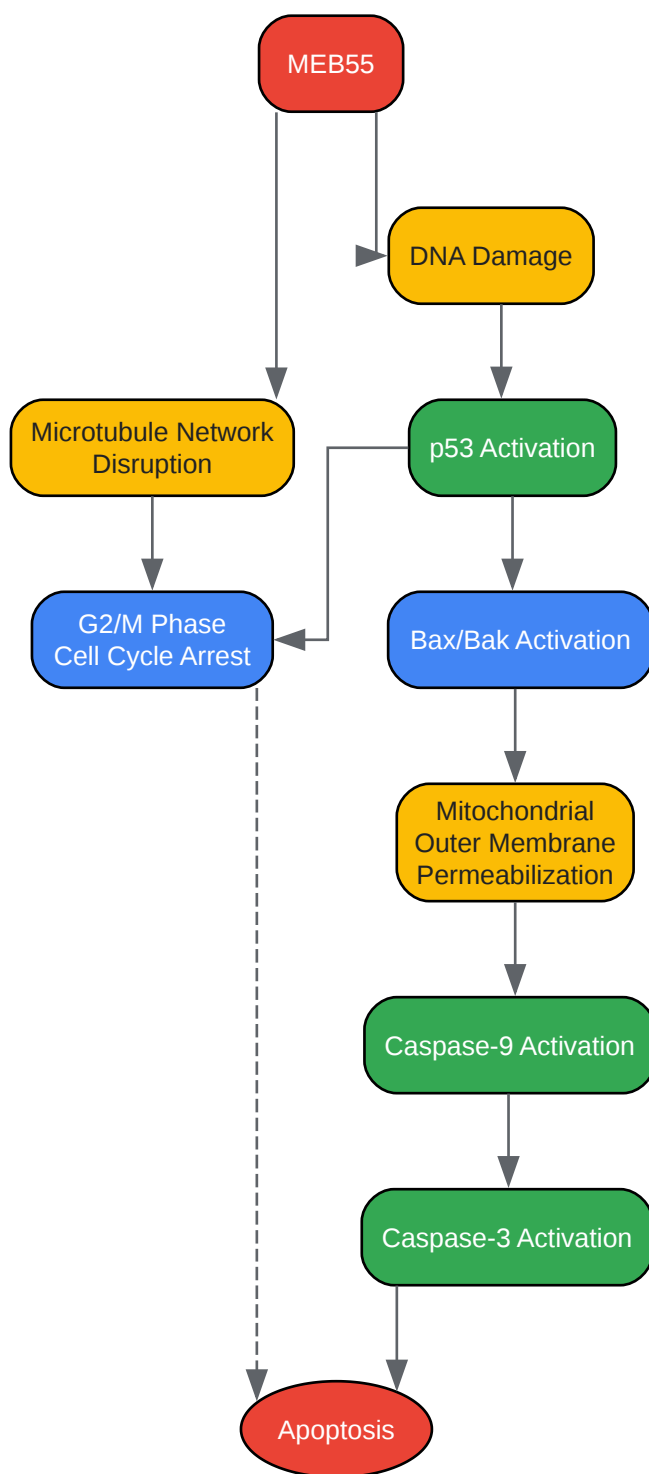 MEB55
DNA Damage
Microtubule Network
Disruption
p53 Activation
G2/M Phase
Cell Cycle Arrest
Bax/Bak Activation
Mitochondrial
Outer Membrane
Permeabilization
Caspase-9 Activation
Caspase-3 Activation
Apoptosis